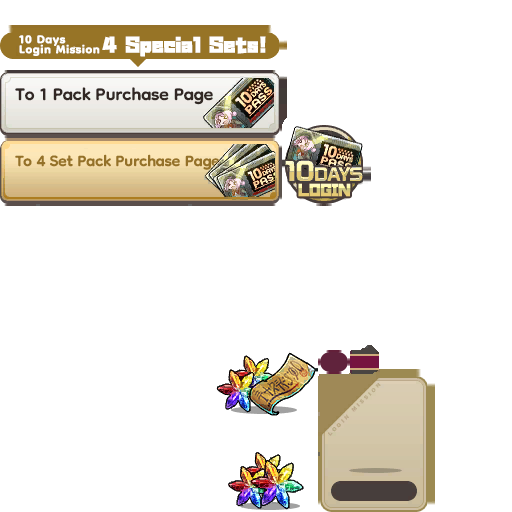 10 Days
Login Mission 4 Special Sets!
To 1 Pack Purchase Page
10
DAYS
PASS
To 4 Set Pack Purchase Page
10
DAYS
PASS
10
DAYS
PASS
10DAYS
LOGIN
LOGIN MISSION